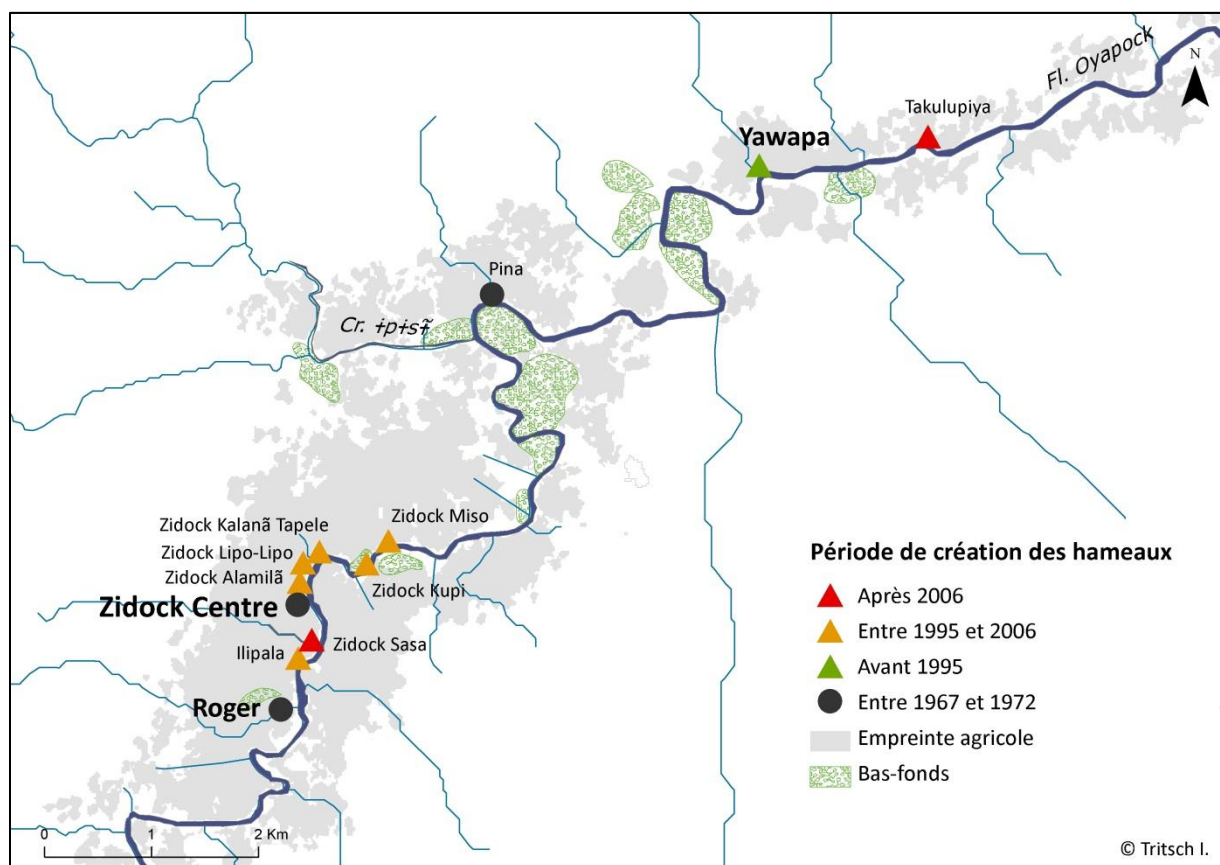 Fl. Oyapock
N
Takulupiya
Yawapa
Pina
Cr. ɨpɨsɨ̃
Zidock Miso
Zidock Kalanã Tapele
Zidock Lipo-Lipo
Zidock Alamilã
Zidock Kupi
Zidock Centre
Zidock Sasa
Ilipala
Roger
Période de création des hameaux
Après 2006
Entre 1995 et 2006
Avant 1995
Entre 1967 et 1972
Empreinte agricole
Bas-fonds
0 1 2 Km
© Tritsch I.